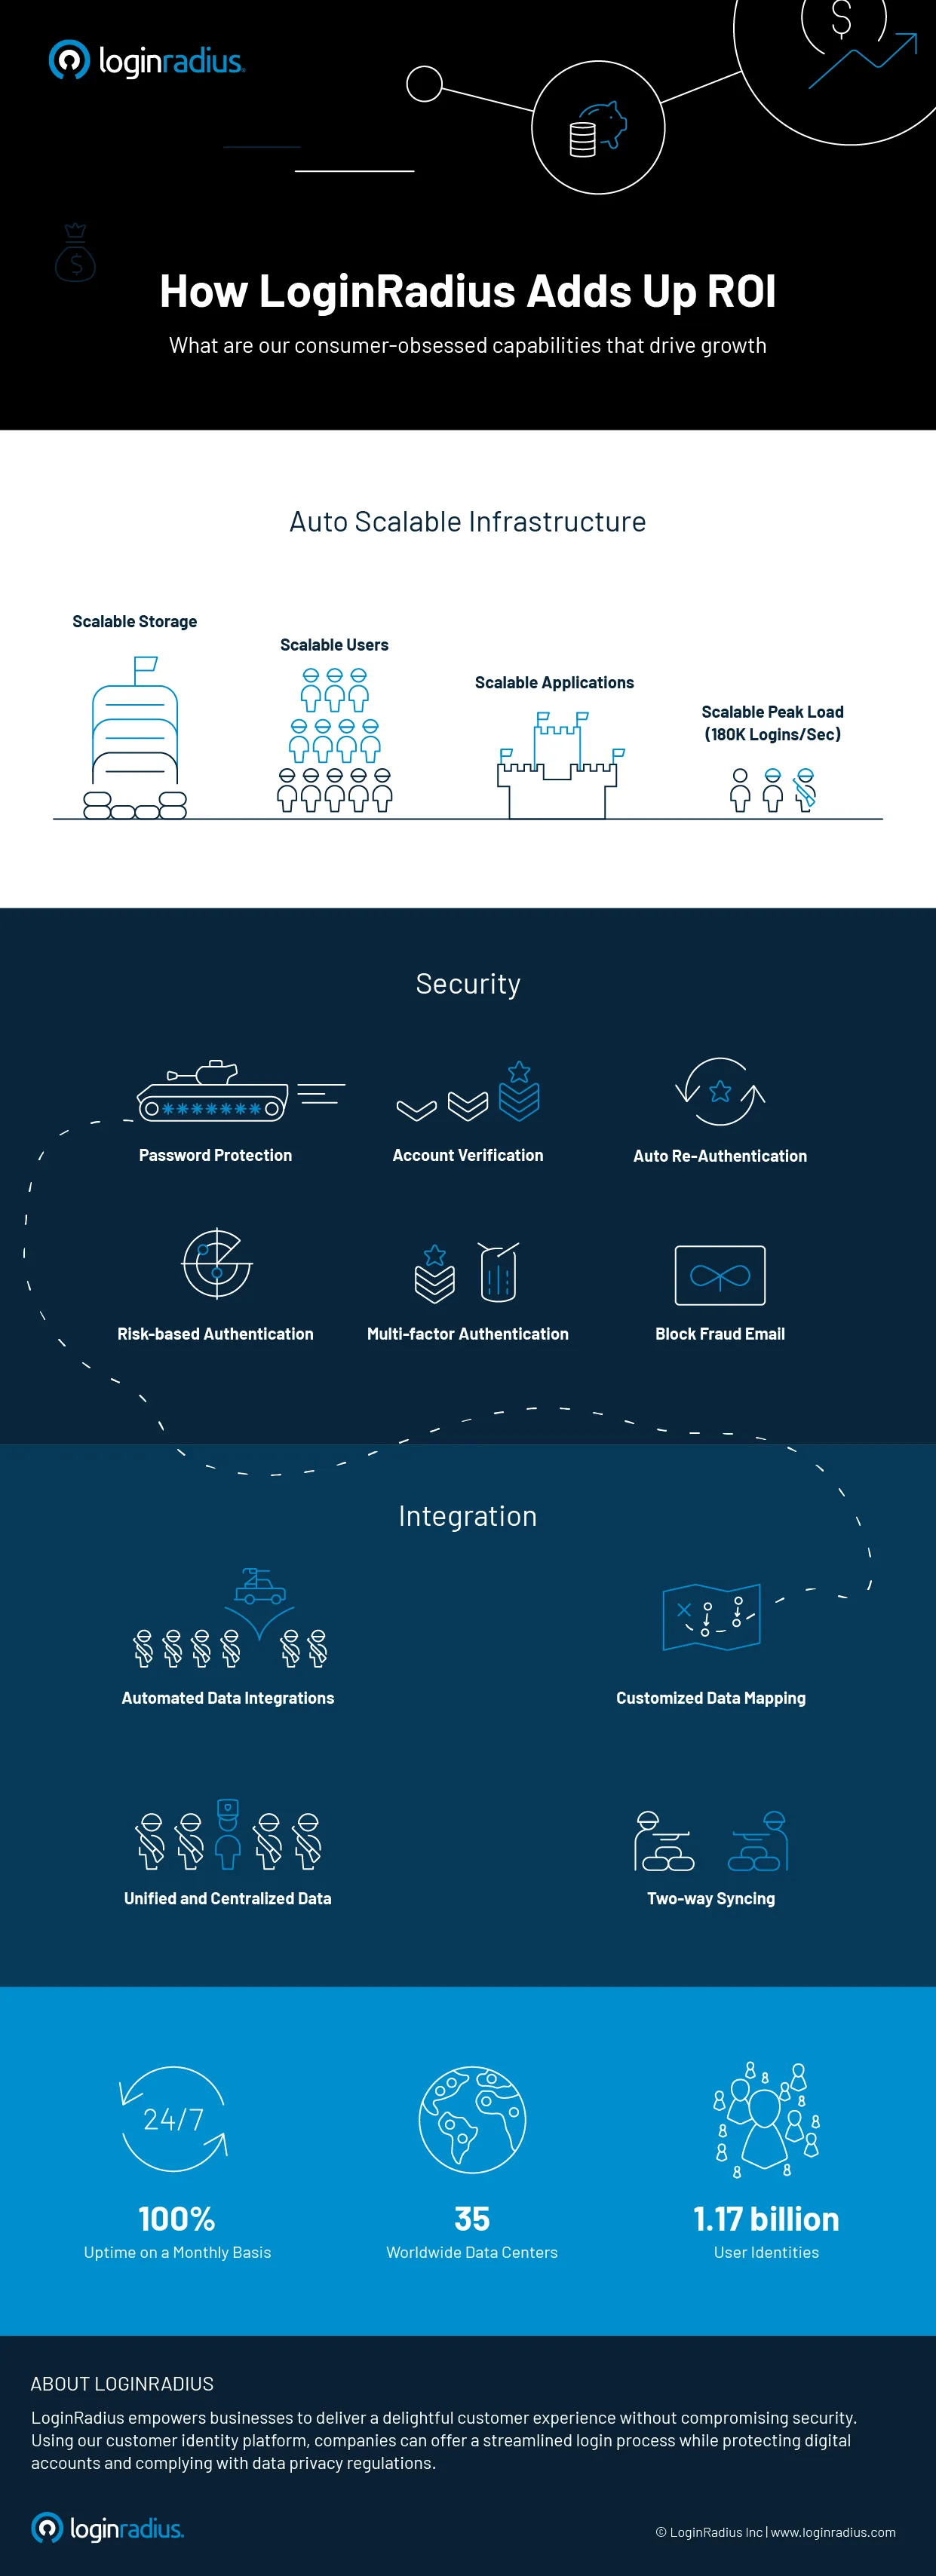 loginradius.
How LoginRadius Adds Up ROI
What are our consumer-obsessed capabilities that drive growth
Auto Scalable Infrastructure
Scalable Storage
Scalable Users
Scalable Applications
Scalable Peak Load
(180K Logins/Sec)
Security
Password Protection
Account Verification
Auto Re-Authentication
Risk-based Authentication
Multi-factor Authentication
Block Fraud Email
Integration
Automated Data Integrations
Customized Data Mapping
Unified and Centralized Data
Two-way Syncing
24/7
100%
Uptime on a Monthly Basis
35
Worldwide Data Centers
1.17 billion
User Identities
ABOUT LOGINRADIUS
LoginRadius empowers businesses to deliver a delightful customer experience without compromising security.
Using our customer identity platform, companies can offer a streamlined login process while protecting digital
accounts and complying with data privacy regulations.
loginradius.
© LoginRadius Inc | www.loginradius.com